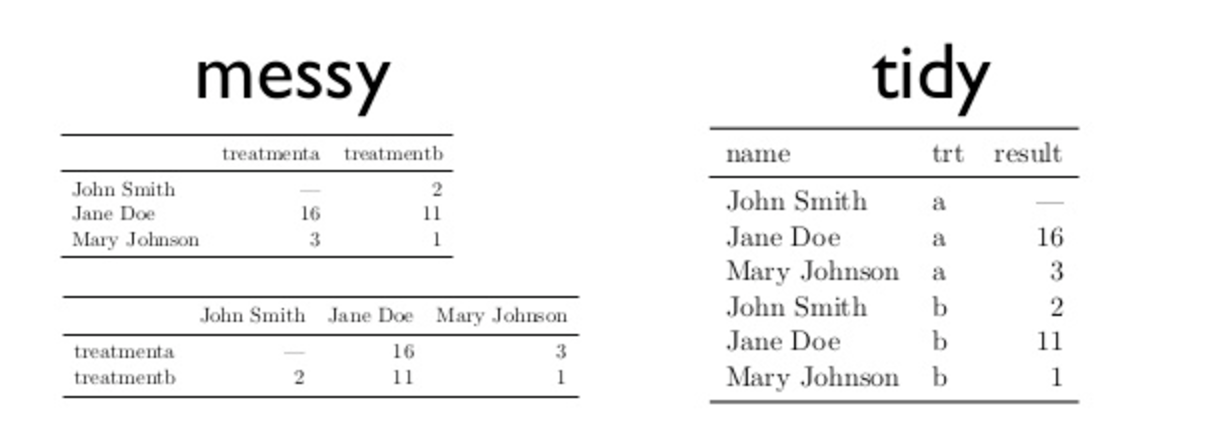 messy
treatmenta treatmentb
John Smith — 2
Jane Doe 16 11
Mary Johnson 3 1
John Smith Jane Doe Mary Johnson
treatmenta — 16 3
treatmentb 2 11 1
tidy
name trt result
John Smith a —
Jane Doe a 16
Mary Johnson a 3
John Smith b 2
Jane Doe b 11
Mary Johnson b 1